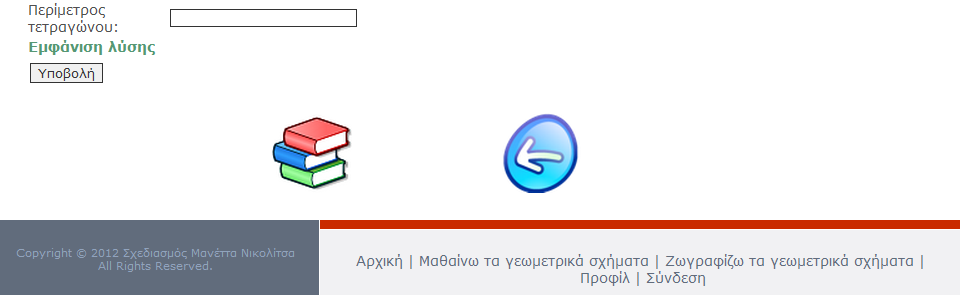 Περίμετρος
τετραγώνου:
Εμφάνιση λύσης
Υποβολή
Copyright © 2012 Σχεδιασμός Μανέττα Νικολίτσα
All Rights Reserved.
Αρχική | Μαθαίνω τα γεωμετρικά σχήματα | Ζωγραφίζω τα γεωμετρικά σχήματα |
Προφίλ | Σύνδεση